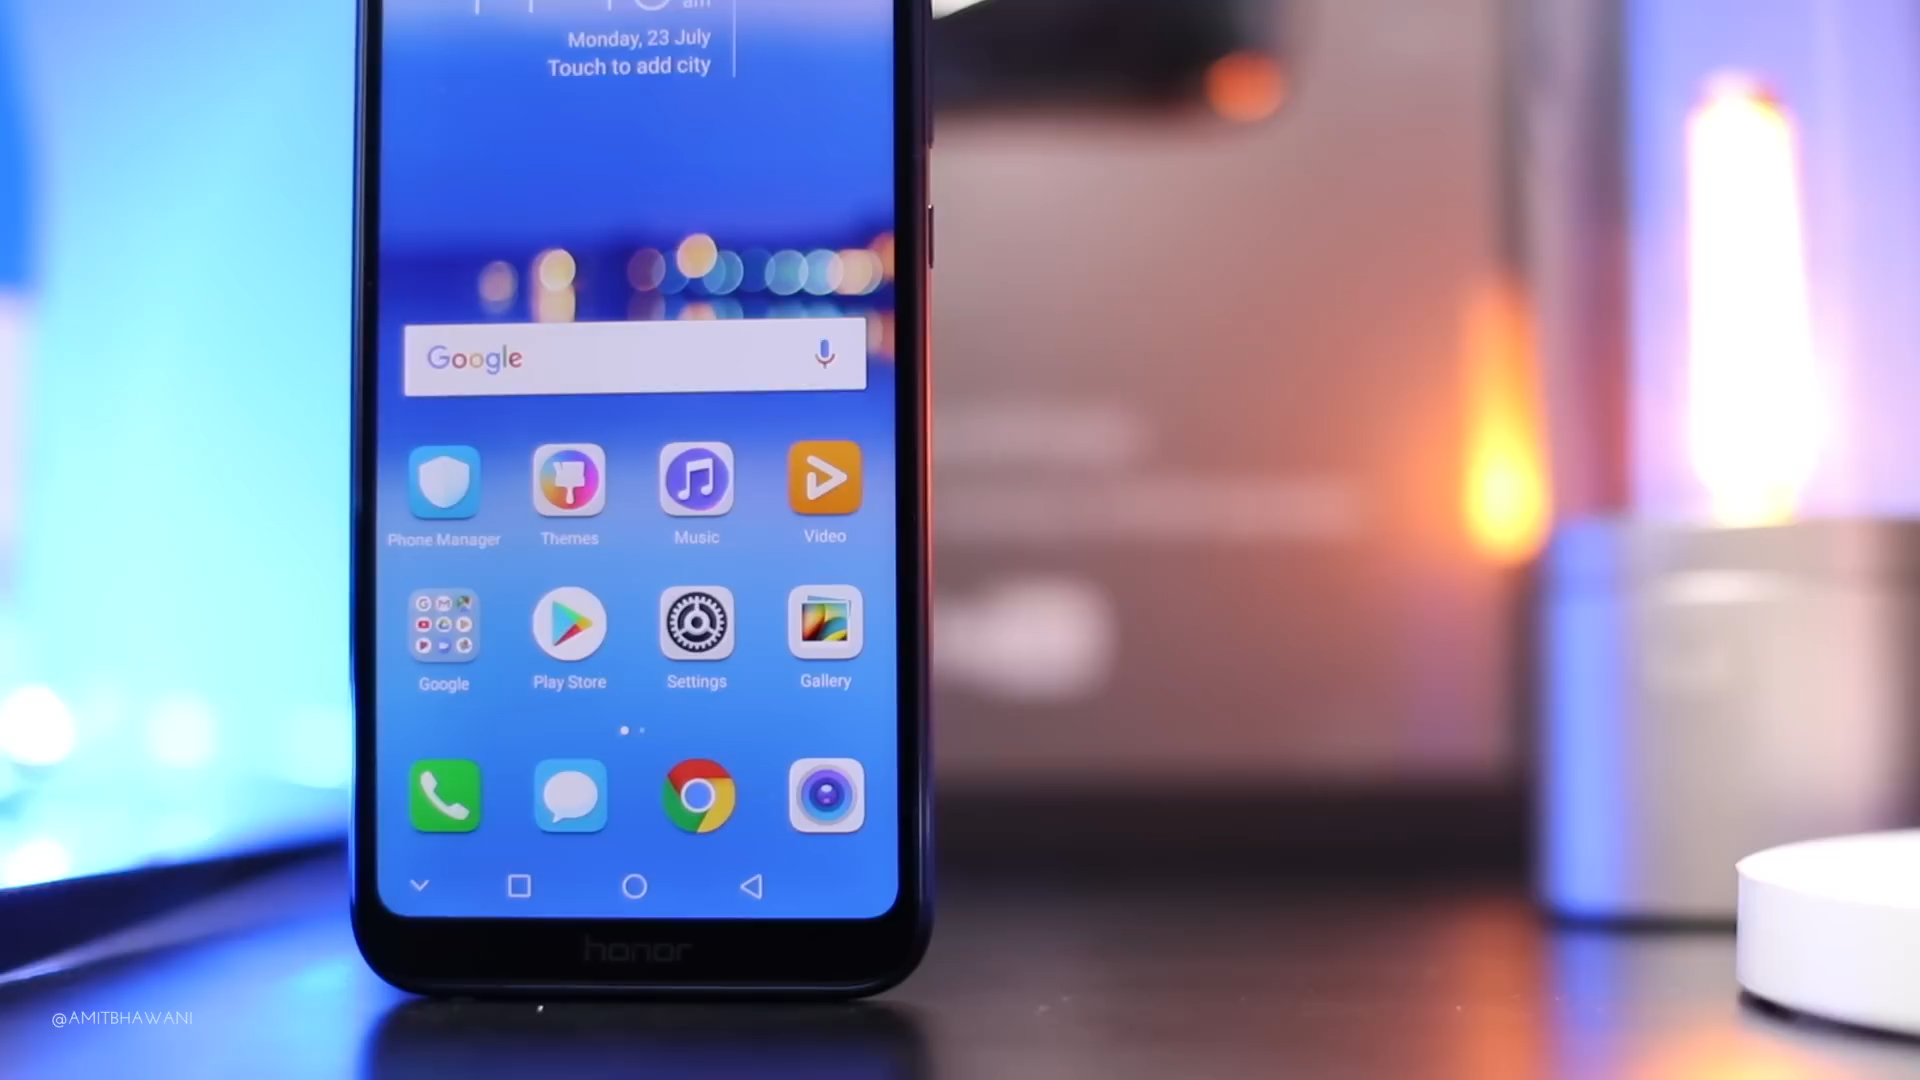 am
Monday, 23 July
Touch to add city
Google
Phone Manager
Themes
Music
Video
Google
Play Store
Settings
Gallery
honor
@AMITBHAWANI